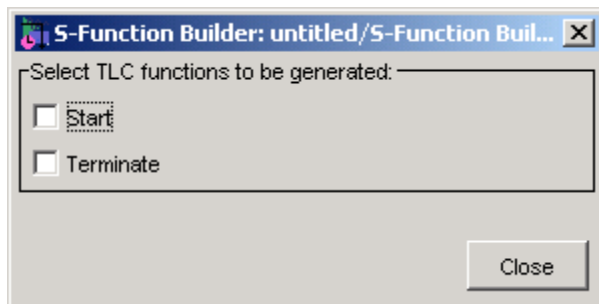 S-Function Builder: untitled/S-Function Buil...
Select TLC functions to be generated:
Start
Terminate
Close